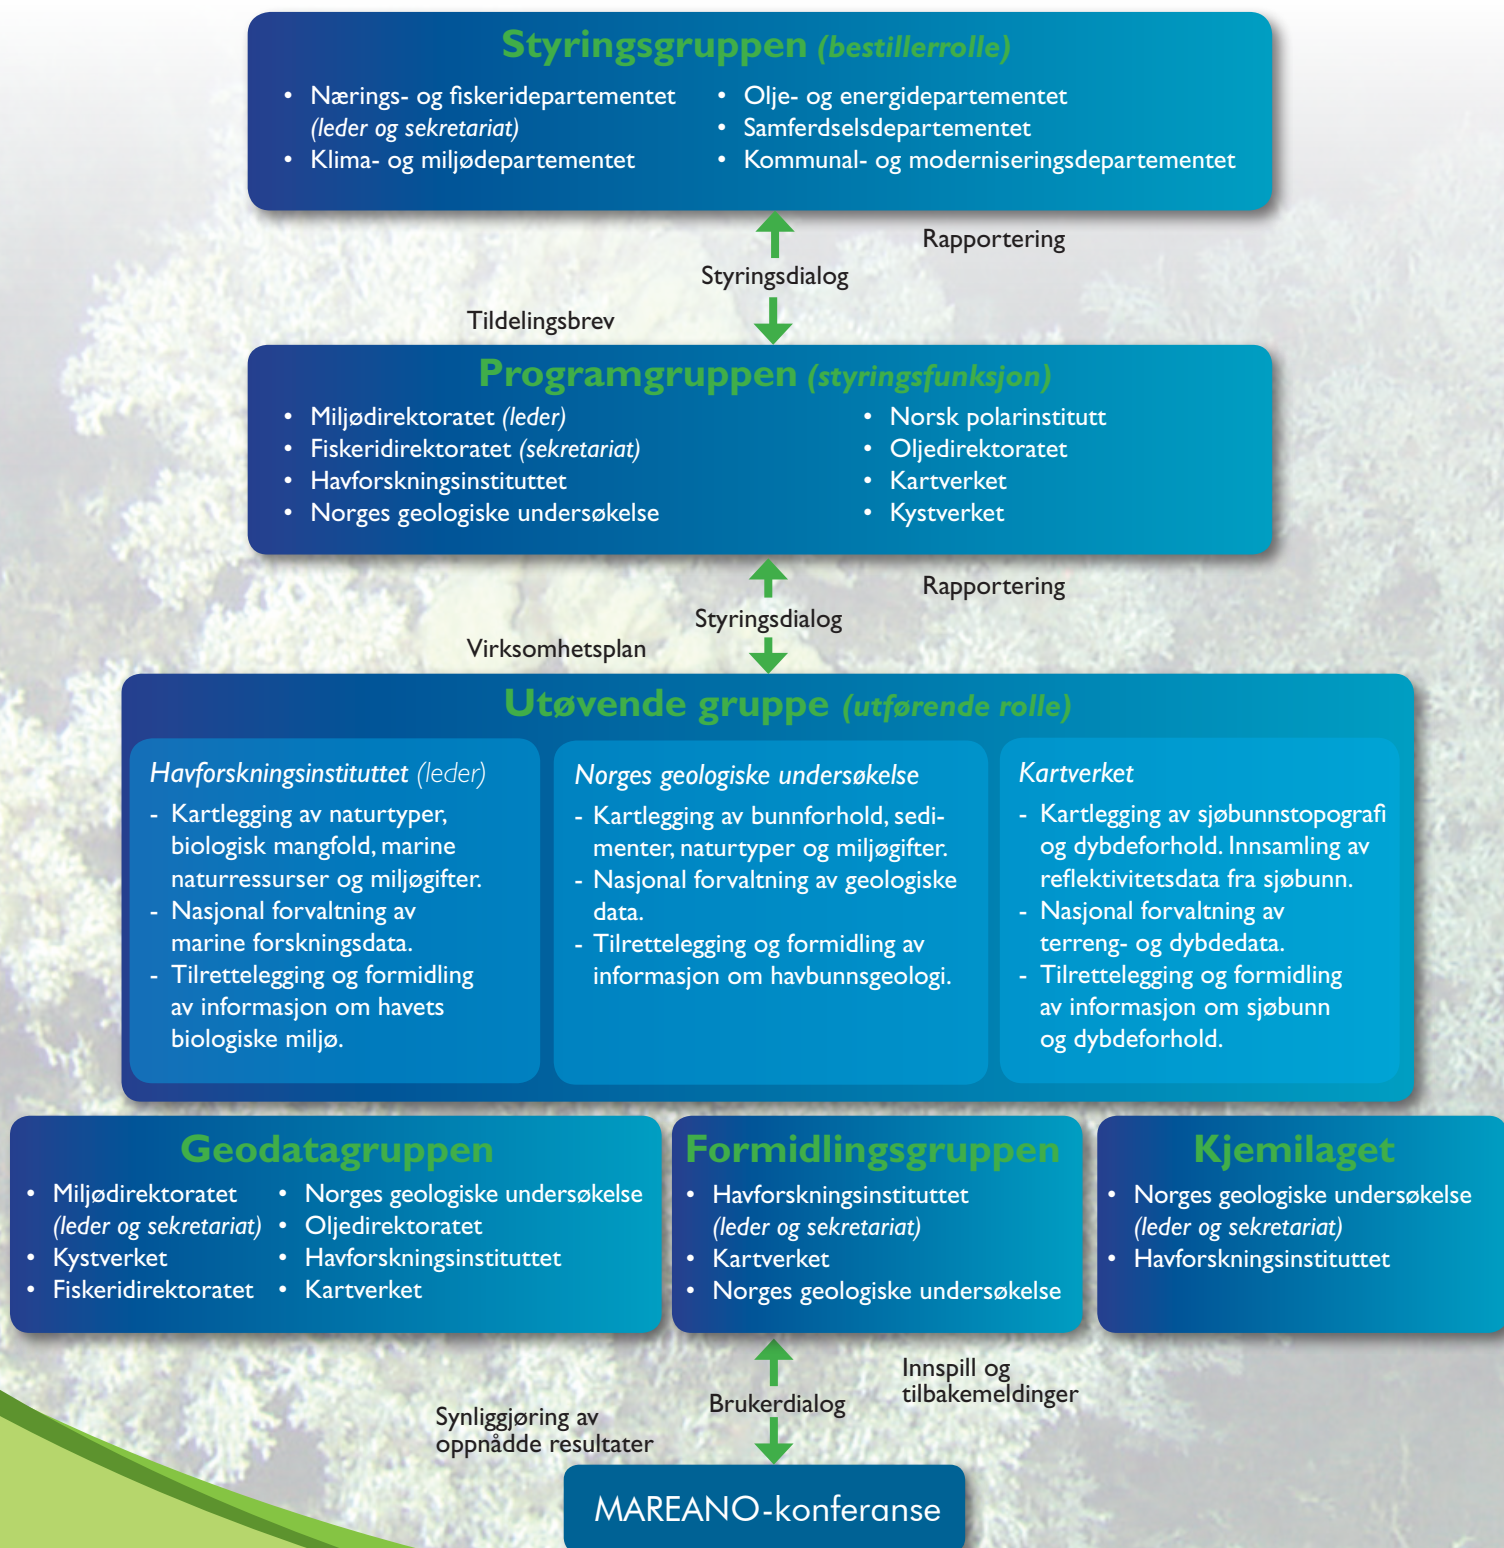 Styringsgruppen (bestillerrolle)
• Nærings- og fiskeridepartementet
(leder og sekretariat)
• Klima- og miljødepartementet
• Olje- og energidepartementet
• Samferdselsdepartementet
• Kommunal- og moderniseringsdepartementet
Rapportering
Styringsdialog
Tildelingsbrev
Programgruppen (styringsfunksjon)
• Miljødirektoratet (leder)
• Fiskeridirektoratet (sekretariat)
• Havforskningsinstituttet
• Norges geologiske undersøkelse
• Norsk polarinstitutt
• Oljedirektoratet
• Kartverket
• Kystverket
Rapportering
Styringsdialog
Virksomhetsplan
Utøvende gruppe (utførende rolle)
Havforskningsinstituttet (leder)
- Kartlegging av naturtyper,
biologisk mangfold, marine
naturressurser og miljøgifter.
- Nasjonal forvaltning av
marine forskningsdata.
- Tilrettelegging og formidling
av informasjon om havets
biologiske miljø.
Norges geologiske undersøkelse
- Kartlegging av bunnforhold, sedi-
menter, naturtyper og miljøgifter.
- Nasjonal forvaltning av geologiske
data.
- Tilrettelegging og formidling av
informasjon om havbunnsgeologi.
Kartverket
- Kartlegging av sjøbunnstopografi
og dybdeforhold. Innsamling av
reflektivitetsdata fra sjøbunn.
- Nasjonal forvaltning av
terreng- og dybdedata.
- Tilrettelegging og formidling
av informasjon om sjøbunn
og dybdeforhold.
Geodatagruppen
• Miljødirektoratet
(leder og sekretariat)
• Kystverket
• Fiskeridirektoratet
• Norges geologiske undersøkelse
• Oljedirektoratet
• Havforskningsinstituttet
• Kartverket
Formidlingsgruppen
• Havforskningsinstituttet
(leder og sekretariat)
• Kartverket
• Norges geologiske undersøkelse
Kjemilaget
• Norges geologiske undersøkelse
(leder og sekretariat)
• Havforskningsinstituttet
Innspill og
tilbakemeldinger
Brukerdialog
Synliggjøring av
oppnådde resultater
MAREANO-konferanse